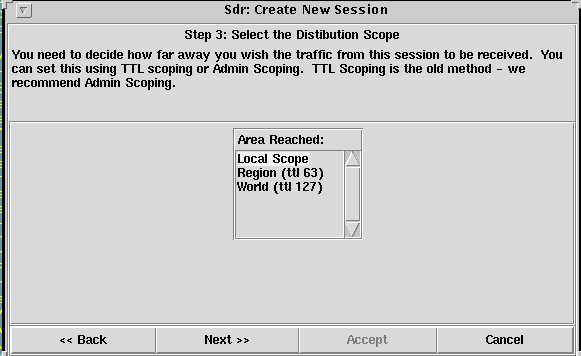 Sdr: Create New Session
Step 3: Select the Distibution Scope
You need to decide how far away you wish the traffic from this session to be received.  You
can set this using TTL scoping or Admin Scoping.  TTL Scoping is the old method - we
recommend Admin Scoping.
Area Reached:
Local Scope
Region (ttl 63)
World (ttl 127)
<< Back
Next >>
Accept
Cancel